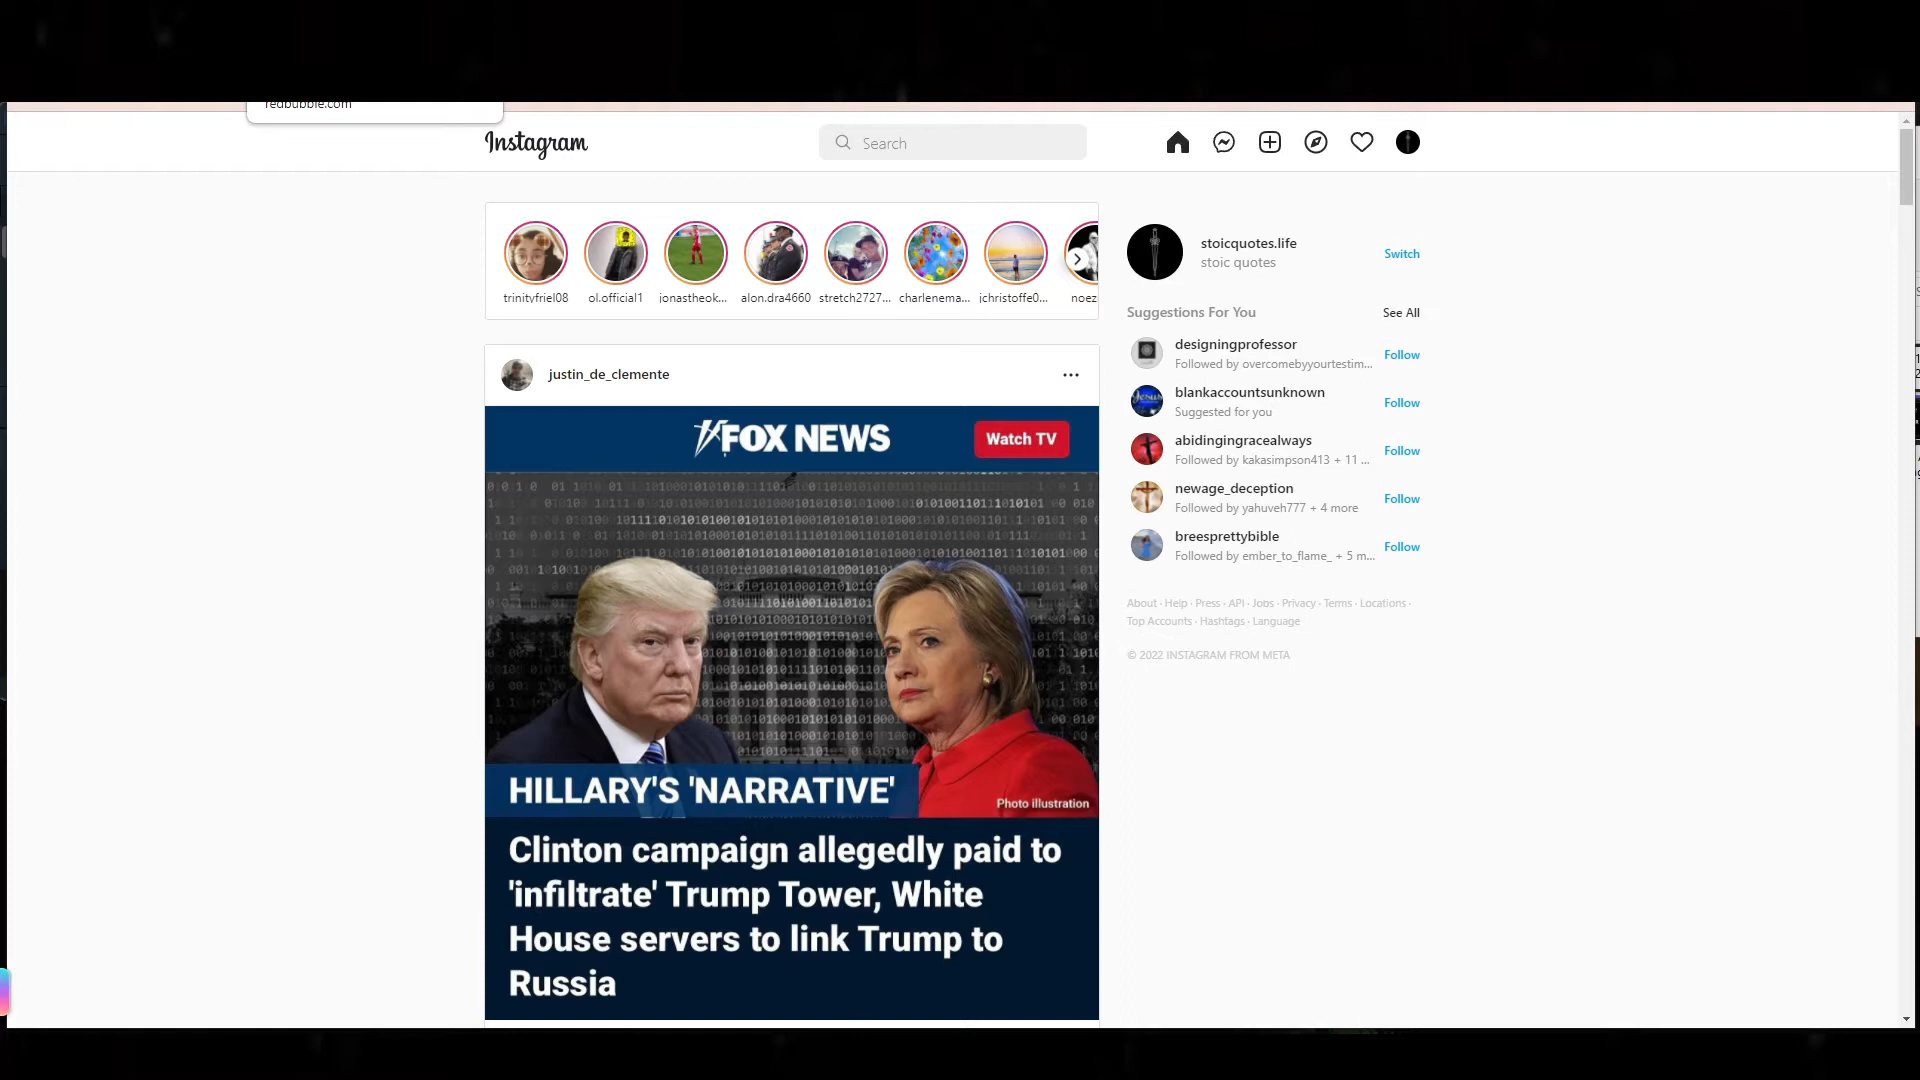 redbubble.com
Instagram
Search
trinityfriel08
ol.official1
jonastheok...
alon.dra4660
stretch2727...
charlenema...
jchristoffe0...
noez
stoicquotes.life
stoic quotes
Switch
Suggestions For You
See All
designingprofessor
Followed by overcomebyyourtestim...
Follow
blankaccountsunknown
Suggested for you
Follow
abidingingracealways
Followed by kakasimpson413 + 11 ...
Follow
newage_deception
Followed by yahuveh777 + 4 more
Follow
breesprettybible
Followed by ember_to_flame_ + 5 m...
Follow
About · Help · Press · API · Jobs · Privacy · Terms · Locations ·
Top Accounts · Hashtags · Language
© 2022 INSTAGRAM FROM META
justin_de_clemente
FOX NEWS
Watch TV
HILLARY'S 'NARRATIVE'
Photo illustration
Clinton campaign allegedly paid to
'infiltrate' Trump Tower, White
House servers to link Trump to
Russia